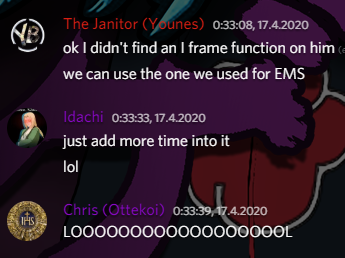 The Janitor (Younes) 0:33:08, 17.4.2020
ok I didn't find an I frame function on him (e
we can use the one we used for EMS
Idachi 0:33:33, 17.4.2020
just add more time into it
lol
Chris (Ottekoi) 0:33:39, 17.4.2020
LOOOOOOOOOOOOOOOOOOL